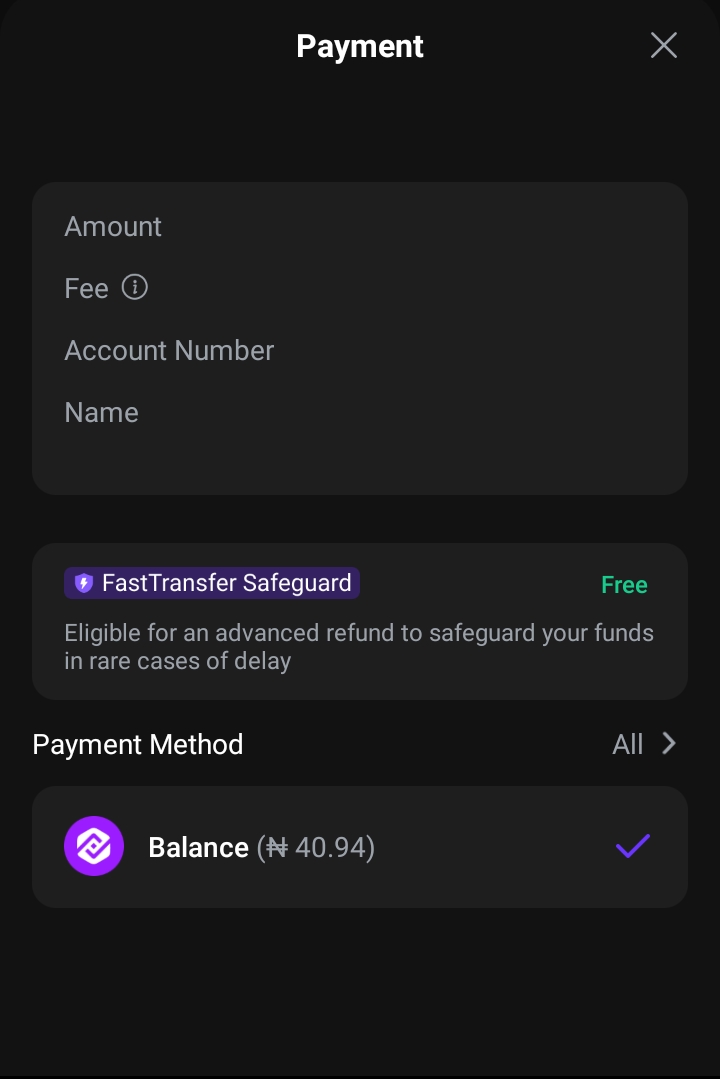 Payment
Amount
Fee
Account Number
Name
FastTransfer Safeguard
Free
Eligible for an advanced refund to safeguard your funds
in rare cases of delay
Payment Method
All
Balance (₦ 40.94)